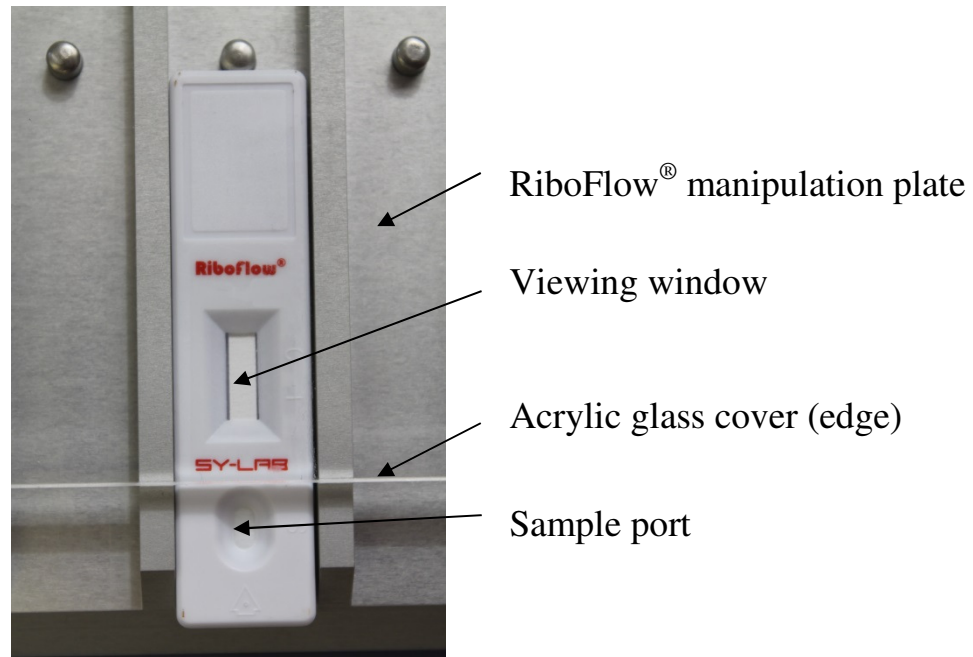 RiboFlow® manipulation plate
Riboflow®
Viewing window
Acrylic glass cover (edge)
SY-LAB
Sample port